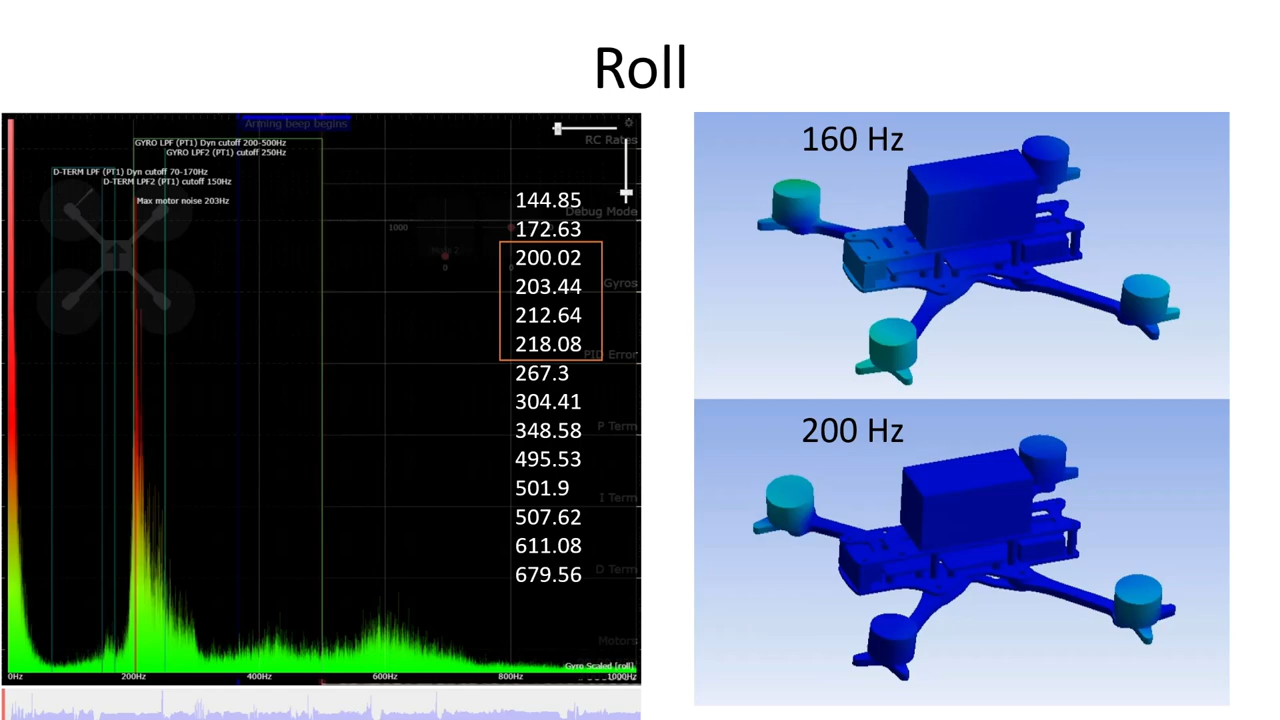 Roll
Arming beep begins
GYRO LPF (PT1) Dyn cutoff 200-500Hz
GYRO LPF2 (PT1) cutoff 250Hz
D-TERM LPF (PT1) Dyn cutoff 70-170Hz
D-TERM LPF2 (PT1) cutoff 150Hz
Max motor noise 203Hz
RC Rates
Debug Mode
1000
0
0
Gyros
PID Error
P Term
I Term
D Term
Motors
144.85
172.63
200.02
203.44
212.64
218.08
267.3
304.41
348.58
495.53
501.9
507.62
611.08
679.56
Gyro Scaled [roll]
0Hz
200Hz
400Hz
600Hz
800Hz
1000Hz
160 Hz
200 Hz